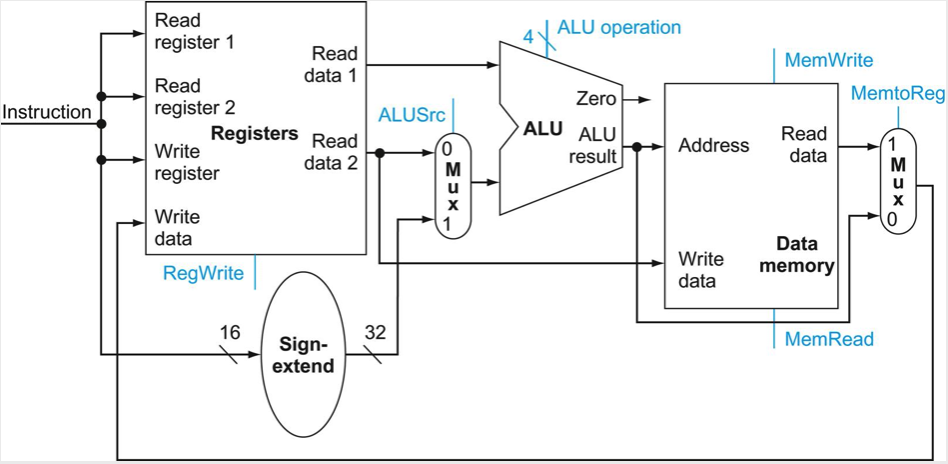 Instruction
Read
register 1
Read
register 2
Write
register
Write
data
Registers
Read
data 1
Read
data 2
RegWrite
16
Sign-
extend
32
ALUSrc
0
M
u
x
1
4
ALU operation
ALU
Zero
ALU
result
MemWrite
Address
Read
data
Write
data
Data
memory
MemRead
MemtoReg
1
M
u
x
0